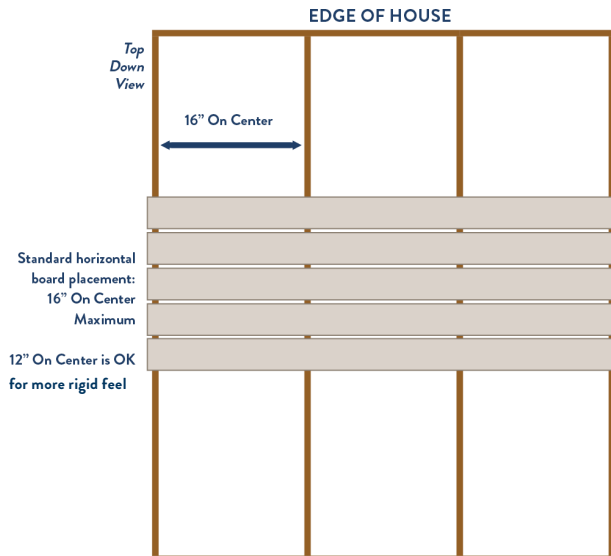 EDGE OF HOUSE
Top
Down
View
16” On Center
Standard horizontal
board placement:
16” On Center
Maximum
12” On Center is OK
for more rigid feel